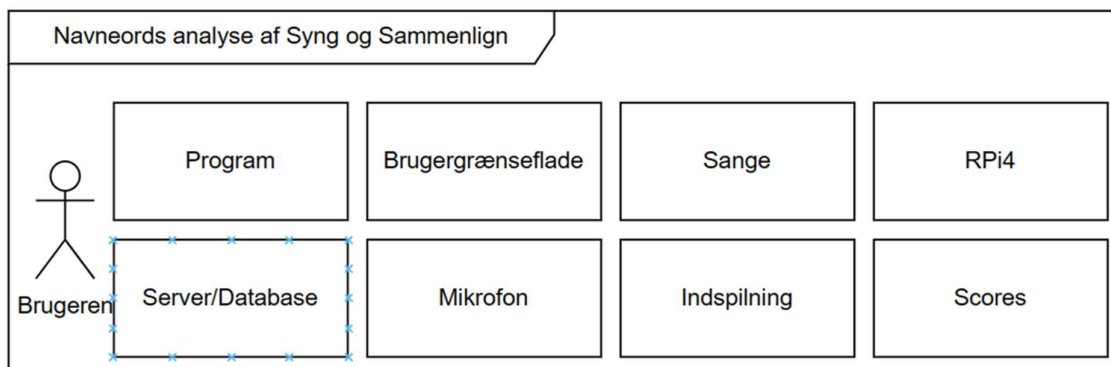 Navneords analyse af Syng og Sammenlign
Program
Brugergrænseflade
Sange
RPi4
Brugeren
Server/Database
Mikrofon
Indspilning
Scores